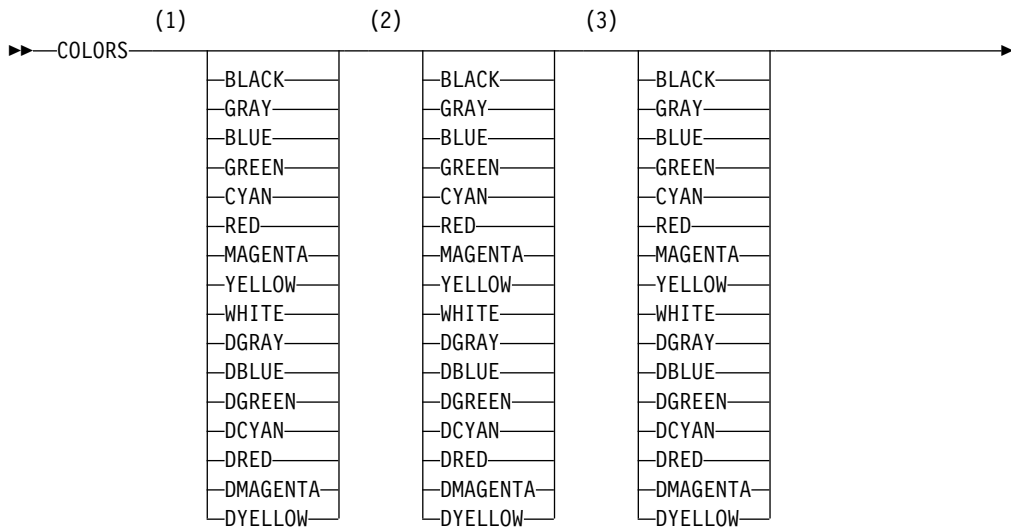 (1) (2) (3)
COLORS
BLACK BLACK BLACK
GRAY GRAY GRAY
BLUE BLUE BLUE
GREEN GREEN GREEN
CYAN CYAN CYAN
RED RED RED
MAGENTA MAGENTA MAGENTA
YELLOW YELLOW YELLOW
WHITE WHITE WHITE
DGRAY DGRAY DGRAY
DBLUE DBLUE DBLUE
DGREEN DGREEN DGREEN
DCYAN DCYAN DCYAN
DRED DRED DRED
DMAGENTA DMAGENTA DMAGENTA
DYELLOW DYELLOW DYELLOW